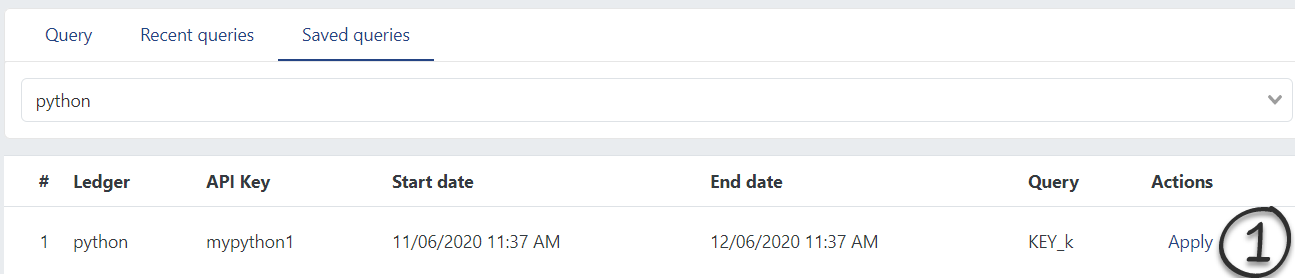 Query Recent queries Saved queries
python
# Ledger API Key Start date End date Query Actions
1 python mypython1 11/06/2020 11:37 AM 12/06/2020 11:37 AM KEY_k Apply 1